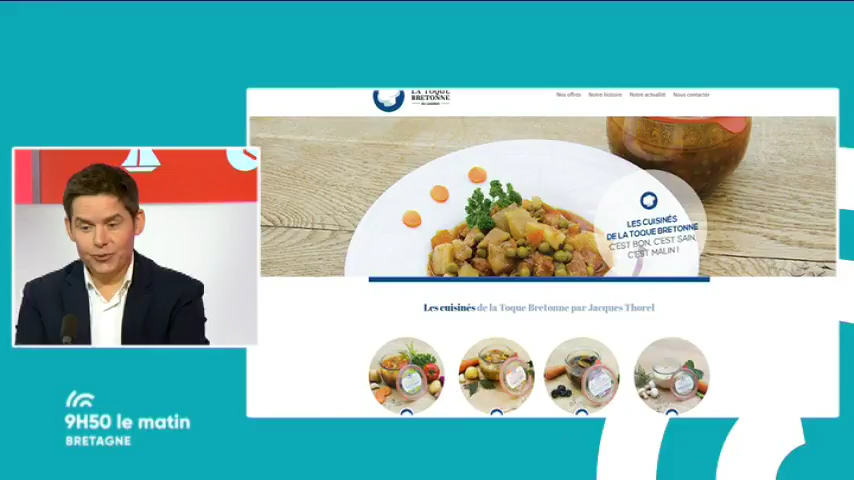 LA TOQUE
BRETONNE
Nos offres Notre histoire Notre actualité Nous contacter
LES CUISINÉS
DE LA TOQUE BRETONNE
C'EST BON, C'EST SAIN,
C'EST MALIN !
Les cuisinés de la Toque Bretonne par Jacques Thorel
9H50 le matin
BRETAGNE